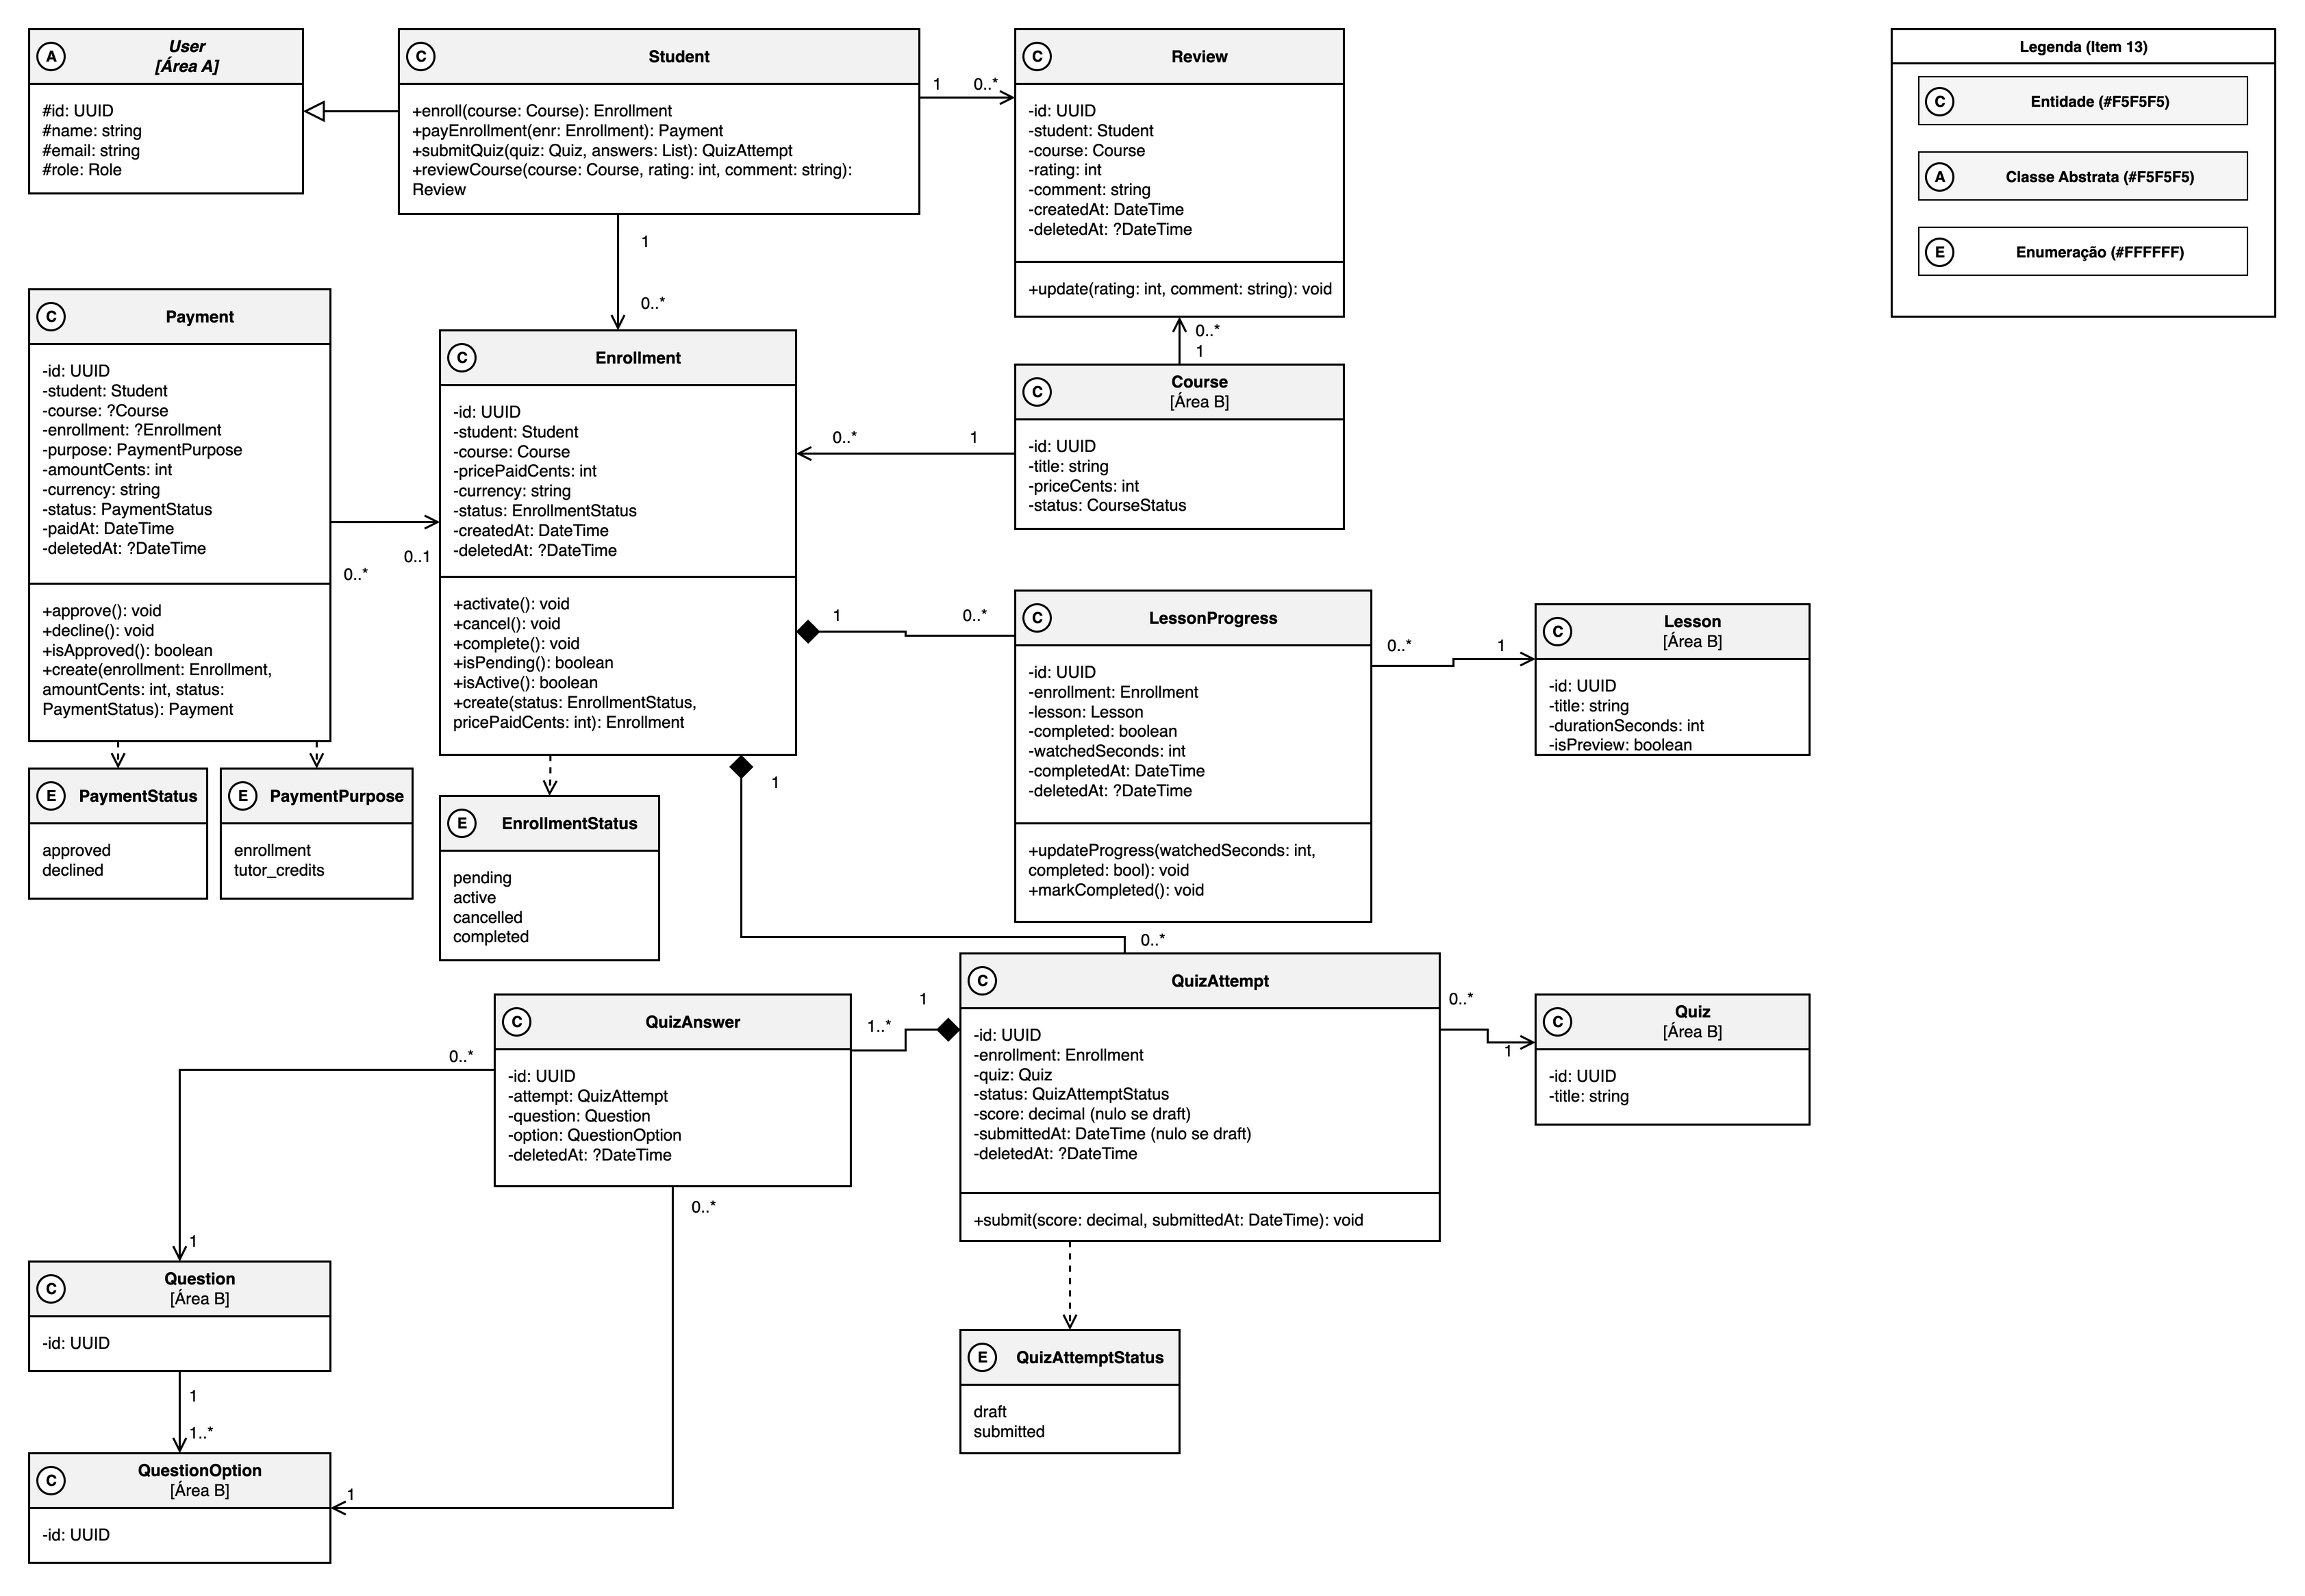 A
User
[Área A]
#id: UUID
#name: string
#email: string
#role: Role
C
Student
+enroll(course: Course): Enrollment
+payEnrollment(enr: Enrollment): Payment
+submitQuiz(quiz: Quiz, answers: List): QuizAttempt
+reviewCourse(course: Course, rating: int, comment: string):
Review
1
0..*
C
Review
-id: UUID
-student: Student
-course: Course
-rating: int
-comment: string
-createdAt: DateTime
-deletedAt: ?DateTime
+update(rating: int, comment: string): void
Legenda (Item 13)
C
Entidade (#F5F5F5)
A
Classe Abstrata (#F5F5F5)
E
Enumeração (#FFFFFF)
1
0..*
0..*
1
C
Payment
-id: UUID
-student: Student
-course: ?Course
-enrollment: ?Enrollment
-purpose: PaymentPurpose
-amountCents: int
-currency: string
-status: PaymentStatus
-paidAt: DateTime
-deletedAt: ?DateTime
+approve(): void
+decline(): void
+isApproved(): boolean
+create(enrollment: Enrollment,
amountCents: int, status:
PaymentStatus): Payment
0..*
0..1
C
Enrollment
-id: UUID
-student: Student
-course: Course
-pricePaidCents: int
-currency: string
-status: EnrollmentStatus
-createdAt: DateTime
-deletedAt: ?DateTime
+activate(): void
+cancel(): void
+complete(): void
+isPending(): boolean
+isActive(): boolean
+create(status: EnrollmentStatus,
pricePaidCents: int): Enrollment
0..*
1
C
Course
[Área B]
-id: UUID
-title: string
-priceCents: int
-status: CourseStatus
1
0..*
C
LessonProgress
-id: UUID
-enrollment: Enrollment
-lesson: Lesson
-completed: boolean
-watchedSeconds: int
-completedAt: DateTime
-deletedAt: ?DateTime
+updateProgress(watchedSeconds: int,
completed: bool): void
+markCompleted(): void
0..*
1
C
Lesson
[Área B]
-id: UUID
-title: string
-durationSeconds: int
-isPreview: boolean
E
PaymentStatus
approved
declined
E
PaymentPurpose
enrollment
tutor_credits
E
EnrollmentStatus
pending
active
cancelled
completed
1
0..*
C
QuizAnswer
-id: UUID
-attempt: QuizAttempt
-question: Question
-option: QuestionOption
-deletedAt: ?DateTime
1
1..*
C
QuizAttempt
-id: UUID
-enrollment: Enrollment
-quiz: Quiz
-status: QuizAttemptStatus
-score: decimal (nulo se draft)
-submittedAt: DateTime (nulo se draft)
-deletedAt: ?DateTime
+submit(score: decimal, submittedAt: DateTime): void
0..*
1
C
Quiz
[Área B]
-id: UUID
-title: string
0..*
1
0..*
C
Question
[Área B]
-id: UUID
1
1..*
C
QuestionOption
[Área B]
-id: UUID
1
E
QuizAttemptStatus
draft
submitted